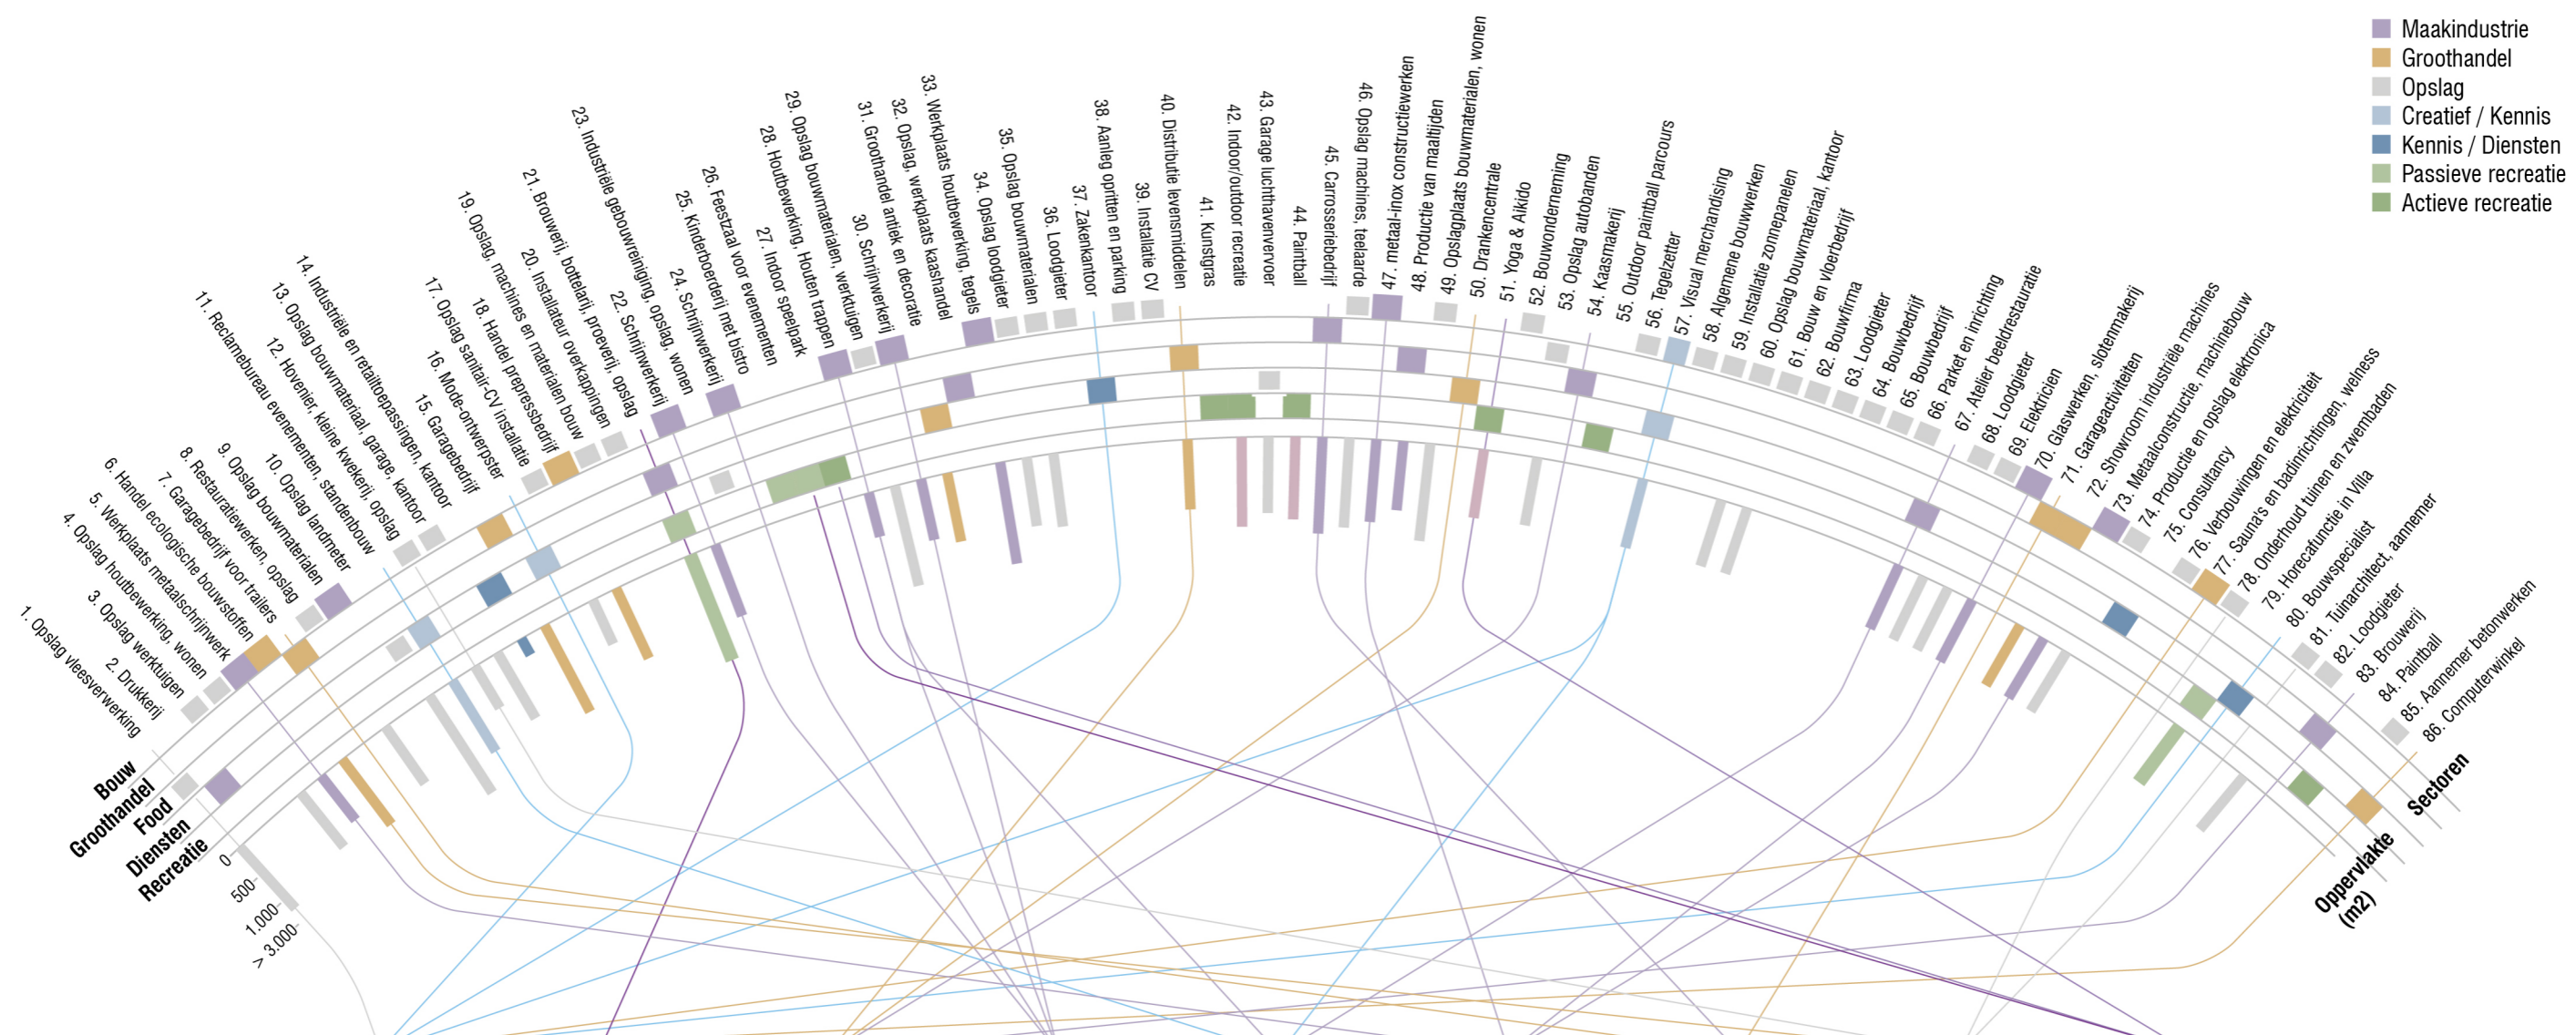 1. Opslag vleesverwerking
2. Drukkerij
3. Opslag werktuigen
4. Opslag houtbewerking, wonen
5. Werkplaats metaalschrijnwerk
6. Handel ecologische bouwstoffen
7. Garagebedrijf voor trailers
8. Restauratiewerken, opslag
9. Opslag bouwmaterialen
10. Opslag landmeter
11. Reclamebureau evenementen, standenbouw
12. Hovenier, kleine kwekerij, opslag
13. Opslag bouwmateriaal, garage, kantoor
14. Industriële en retailtoepassingen, kantoor
15. Garagebedrijf
16. Mode-ontwerpster
17. Opslag sanitair-CV installatie
18. Handel prepressbedrijf
19. Opslag, machines en materialen bouw
20. Installateur overkappingen
21. Brouwerij, bottelarij, proeverij, opslag
22. Schrijnwerkerij
23. Industriële gebouwreiniging, opslag, wonen
24. Schrijnwerkerij
25. Kinderboerderij met bistro
26. Feestzaal voor evenementen
27. Indoor speelpark
28. Houtbewerking, Houten trappen
29. Opslag bouwmaterialen, werktuigen
30. Schrijnwerkerij
31. Groothandel antiek en decoratie
32. Opslag, werkplaats kaashandel
33. Werkplaats houtbewerking, tegels
34. Opslag loodgieter
35. Opslag bouwmaterialen
36. Loodgieter
37. Zakenkantoor
38. Aanleg opritten en parking
39. Installatie CV
40. Distributie levensmiddelen
41. Kunstgras
42. Indoor/outdoor recreatie
43. Garage luchthavenvervoer
44. Paintball
45. Carrosseriebedrijf
46. Opslag machines, teelaarde
47. metaal-inox constructiewerken
48. Productie van maaltijden
49. Opslagplaats bouwmaterialen, wonen
50. Drankencentrale
51. Yoga & Aikido
52. Bouwonderneming
53. Opslag autobanden
54. Kaasmakerij
55. Outdoor paintball parcours
56. Tegelzetter
57. Visual merchandising
58. Algemene bouwwerken
59. Installatie zonnepanelen
60. Opslag bouwmateriaal, kantoor
61. Bouw en vloerbedrijf
62. Bouwfirma
63. Loodgieter
64. Bouwbedrijf
65. Bouwbedrijf
66. Parket en inrichting
67. Atelier beeldrestauratie
68. Loodgieter
69. Elektricien
70. Glaswerken, slotenmakerij
71. Garageactiviteiten
72. Showroom industriële machines
73. Metaalconstructie, machinebouw
74. Productie en opslag elektronica
75. Consultancy
76. Verbouwingen en elektriciteit
77. Sauna's en badinrichtingen, welness
78. Onderhoud tuinen en zwembaden
79. Horecafunctie in Villa
80. Bouwspecialist
81. Tuinarchitect, aannemer
82. Loodgieter
83. Brouwerij
84. Paintball
85. Aannemer betonwerken
86. Computerwinkel
Maakindustrie
Groothandel
Opslag
Creatief / Kennis
Kennis / Diensten
Passieve recreatie
Actieve recreatie
Bouw
Groothandel
Food
Diensten
Recreatie
0
500
1.000
> 3.000
Sectoren
Oppervlakte
(m2)